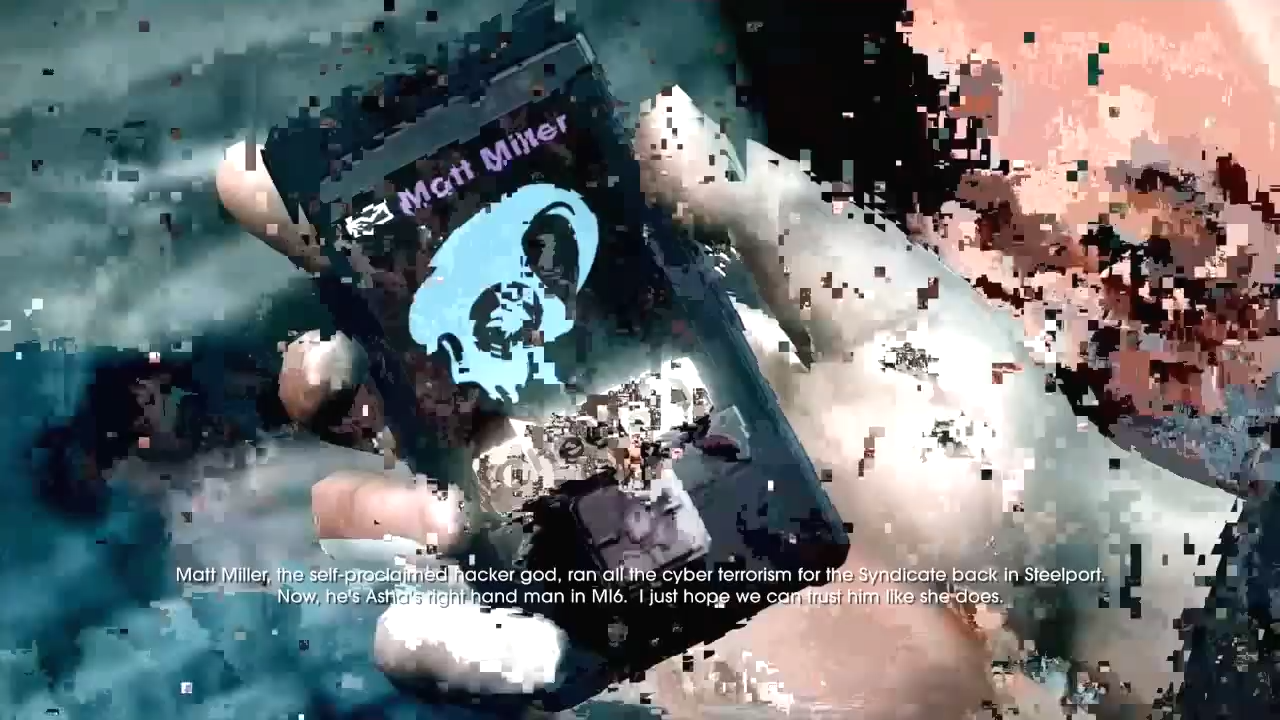 Matt Miller
Matt Miller, the self-proclaimed hacker god, ran all the cyber terrorism for the Syndicate back in Steelport.
Now, he's Asha's right hand man in MI6.  I just hope we can trust him like she does.